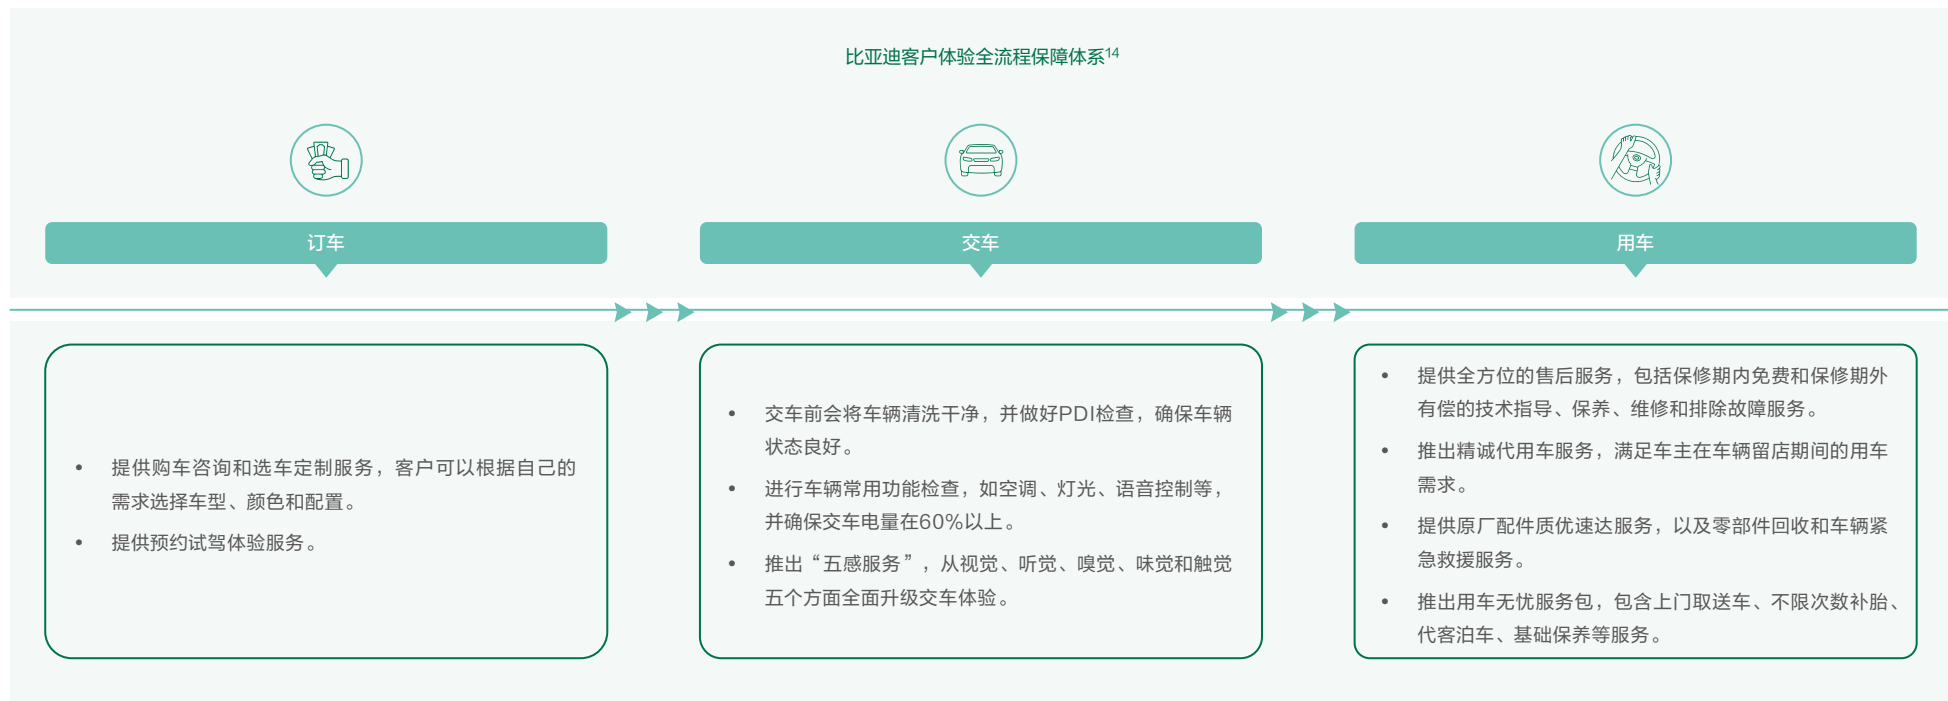 比亚迪客户体验全流程保障体系14
订车
交车
用车
• 提供购车咨询和选车定制服务，客户可以根据自己的
需求选择车型、颜色和配置。
• 提供预约试驾体验服务。
• 交车前会将车辆清洗干净，并做好PDI检查，确保车辆
状态良好。
• 进行车辆常用功能检查，如空调、灯光、语音控制等，
并确保交车电量在60%以上。
• 推出“五感服务”，从视觉、听觉、嗅觉、味觉和触觉
五个方面全面升级交车体验。
• 提供全方位的售后服务，包括保修期内免费和保修期外
有偿的技术指导、保养、维修和排除故障服务。
• 推出精诚代用车服务，满足车主在车辆留店期间的用车
需求。
• 提供原厂配件质优速达服务，以及零部件回收和车辆紧
急救援服务。
• 推出用车无忧服务包，包含上门取送车、不限次数补胎、
代客泊车、基础保养等服务。